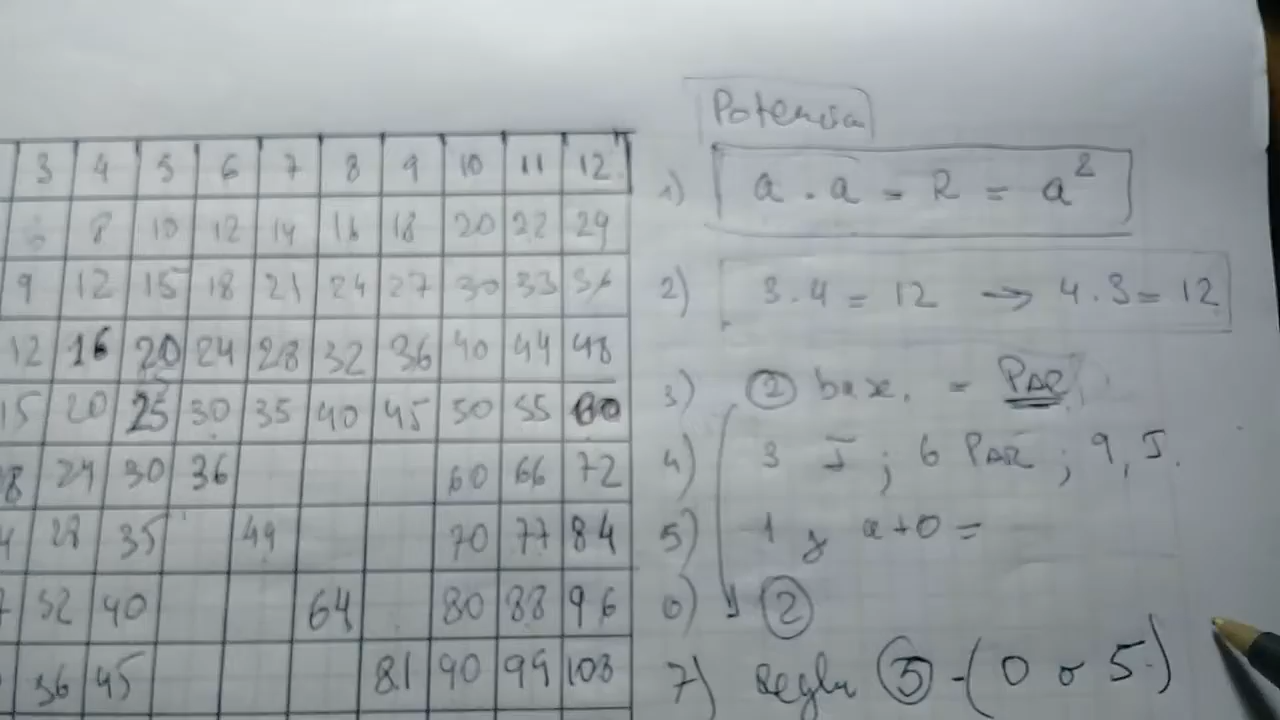 3 4 5 6 7 8 9 10 11 12
8 10 12 14 16 18 20 22 24
9 12 15 18 21 24 27 30 33 36
12 16 20 24 28 32 36 40 44 48
15 20 25 30 35 40 45 50 55 60
18 24 30 36 60 66 72
28 35 49 70 77 84
32 40 64 80 88 96
36 45 81 90 99 108
Potencia
1) a . a = R = a²
2) 3 . 4 = 12 → 4 . 3 = 12
3) ② = PAR
4) 3 I ; 6 PAR ; 9, I.
5) 1 y a+0 =
6) ②
7) Regla ⑤ - (0 o 5)